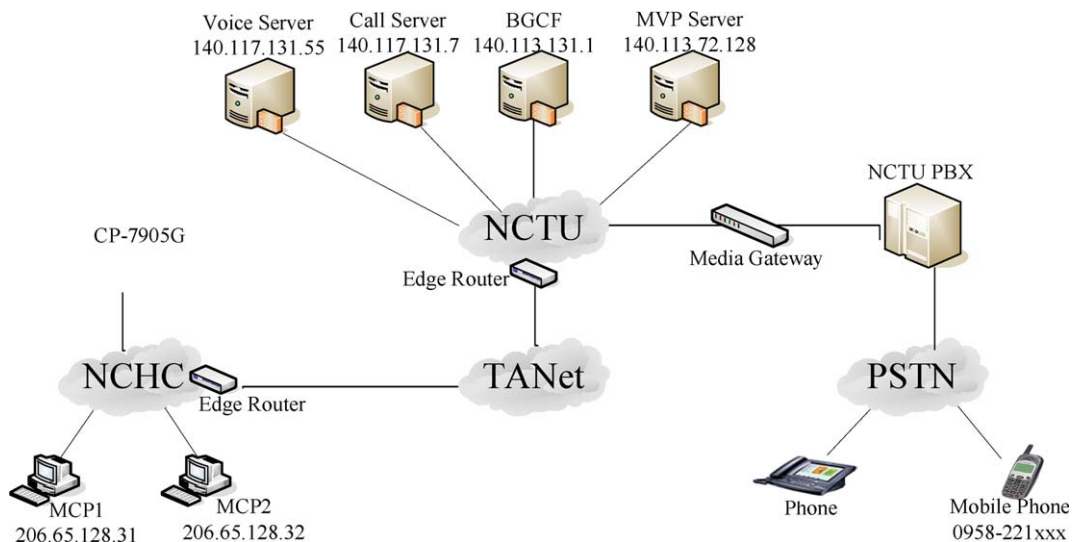 Voice Server
140.117.131.55
Call Server
140.117.131.7
BGCF
140.113.131.1
MVP Server
140.113.72.128
NCTU PBX
CP-7905G
NCTU
Media Gateway
Edge Router
NCHC
Edge Router
TANet
PSTN
MCP1
206.65.128.31
MCP2
206.65.128.32
Phone
Mobile Phone
0958-221xxx